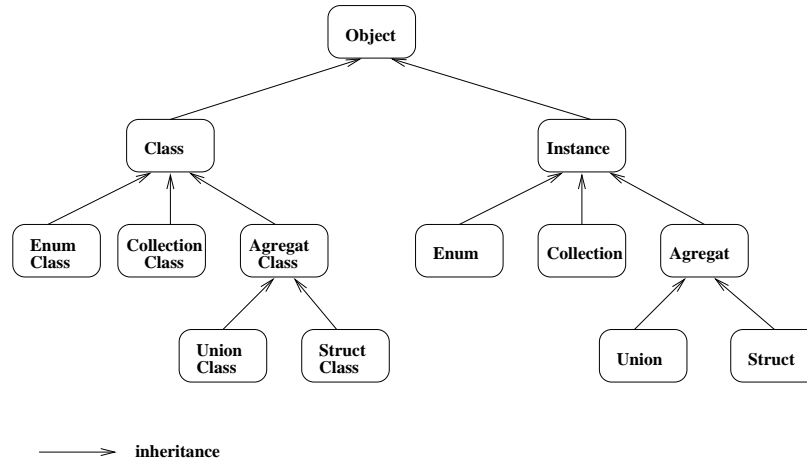 Object
Class
Instance
Enum
Class
Collection
Class
Agregat
Class
Enum
Collection
Agregat
Union
Class
Struct
Class
Union
Struct
inheritance